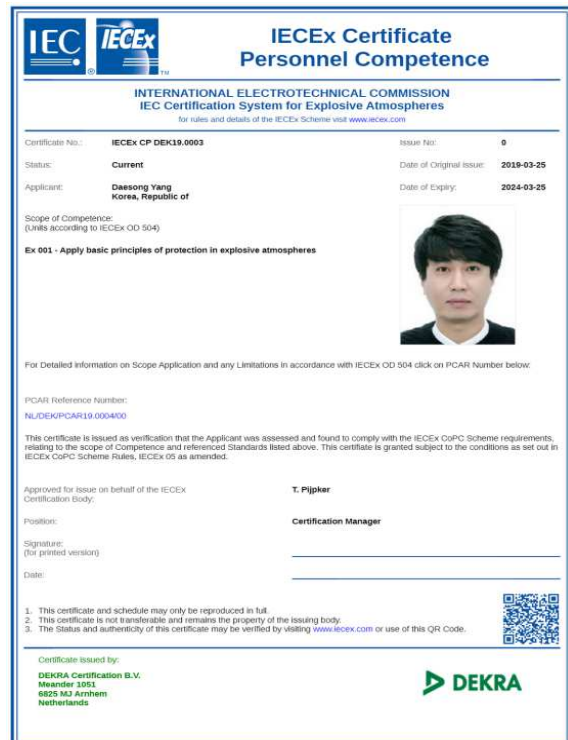 IEC
IECEx
® TM
IECEx Certificate
Personnel Competence
INTERNATIONAL ELECTROTECHNICAL COMMISSION
IEC Certification System for Explosive Atmospheres
for rules and details of the IECEx Scheme visit www.iecex.com
Certificate No.: IECEx CP DEK19.0003 Issue No: 0
Status: Current Date of Original Issue: 2019-03-25
Applicant: Daesong Yang Date of Expiry: 2024-03-25
Korea, Republic of
Scope of Competence:
(Units according to IECEx OD 504)
Ex 001 - Apply basic principles of protection in explosive atmospheres
For Detailed Information on Scope Application and any Limitations in accordance with IECEx OD 504 click on PCAR Number below:
PCAR Reference Number:
NL/DEK/PCAR19.0004/00
This certificate is issued as verification that the Applicant was assessed and found to comply with the IECEx CoPC Scheme requirements,
relating to the scope of Competence and referenced Standards listed above. This certifiate is granted subject to the conditions as set out in
IECEx CoPC Scheme Rules, IECEx 05 as amended.
Approved for issue on behalf of the IECEx T. Pijpker
Certification Body:
Position: Certification Manager
Signature:
(for printed version)
Date:
1. This certificate and schedule may only be reproduced in full.
2. This certificate is not transferable and remains the property of the issuing body.
3. The Status and authenticity of this certificate may be verified by visiting www.iecex.com or use of this QR Code.
Certificate issued by:
DEKRA Certification B.V.
Meander 1051
6825 MJ Arnhem
Netherlands
DEKRA